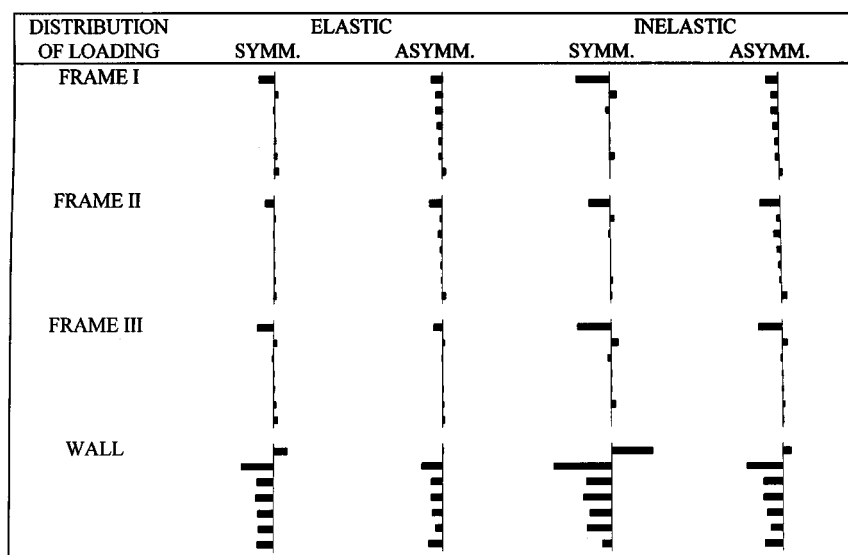 DISTRIBUTION ELASTIC INELASTIC
OF LOADING SYMM. ASYMM. SYMM. ASYMM.
FRAME I
FRAME II
FRAME III
WALL